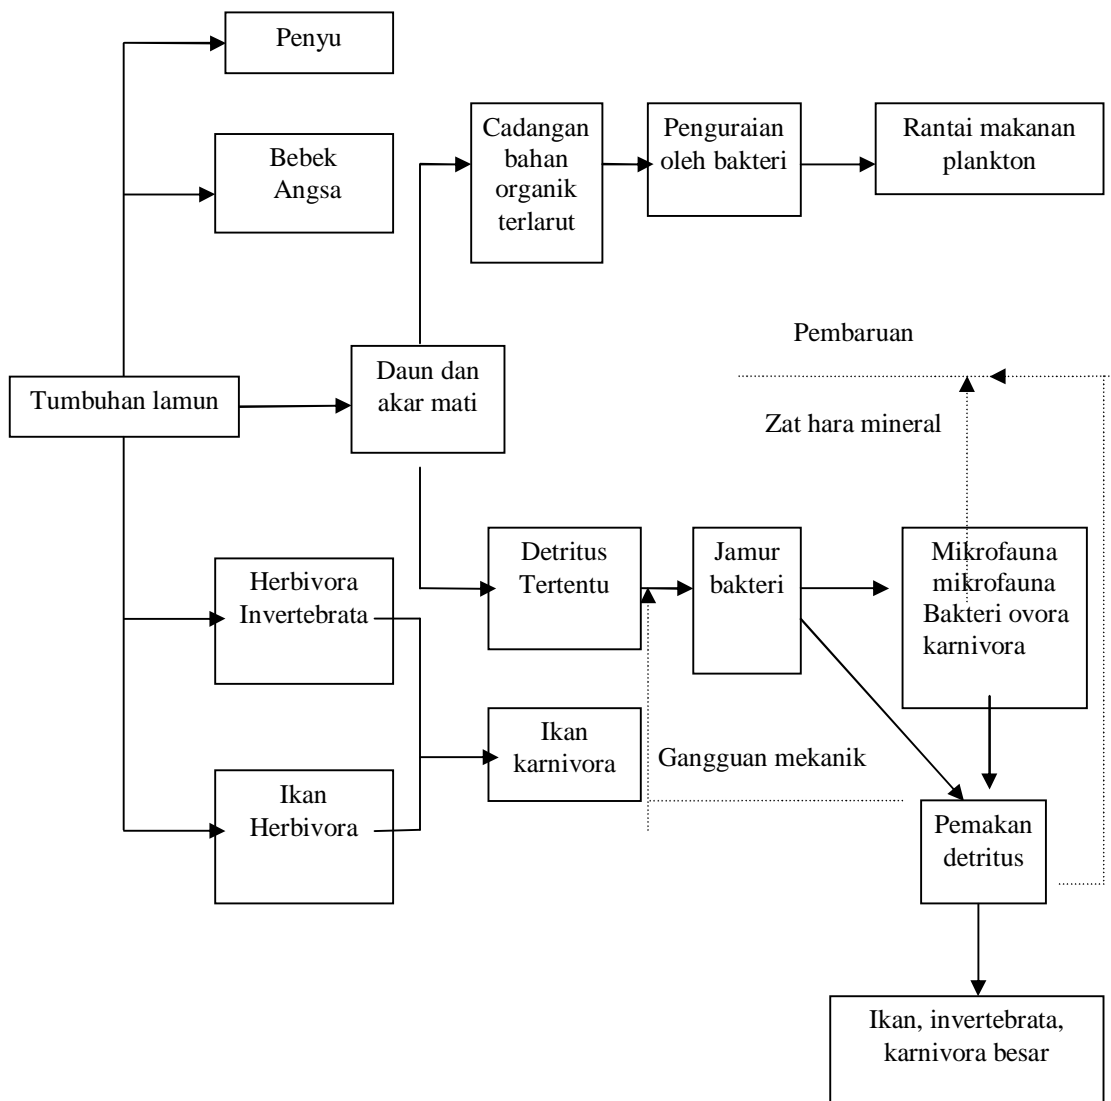 Penyu
Cadangan
bahan
organik
terlarut
Penguraian
oleh bakteri
Rantai makanan
plankton
Bebek
Angsa
Pembaruan
Daun dan
akar mati
Tumbuhan lamun
Zat hara mineral
Detritus
Tertentu
Jamur
bakteri
Mikrofauna
mikrofauna
Bakteri ovora
karnivora
Herbivora
Invertebrata
Ikan
karnivora
Gangguan mekanik
Ikan
Herbivora
Pemakan
detritus
Ikan, invertebrata,
karnivora besar